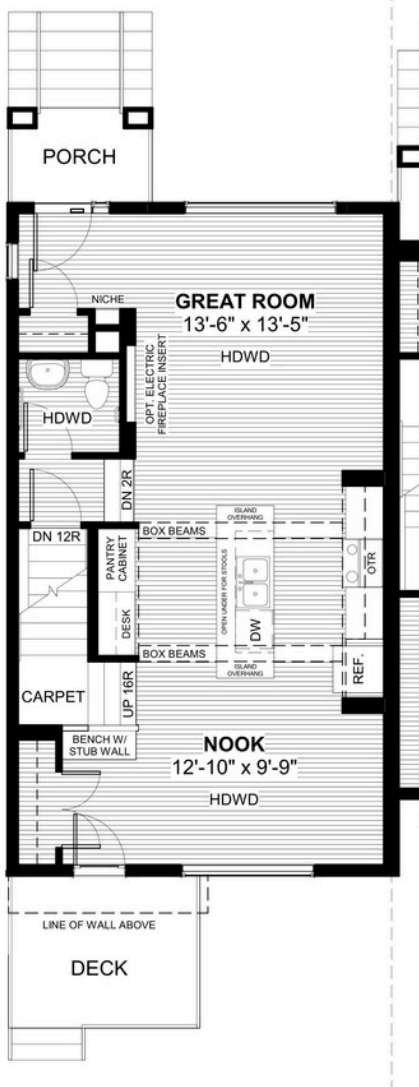 PORCH
NICHE
GREAT ROOM
13'-6" x 13'-5"
HDWD
OPT. ELECTRIC
FIREPLACE INSERT
HDWD
DN 2R
DN 12R
ISLAND
OVERHANG
BOX BEAMS
PANTRY
CABINET
DESK
OPEN UNDER FOR STOOLS
DW
OTR
BOX BEAMS
ISLAND
OVERHANG
REF.
CARPET
UP 16R
BENCH W/
STUB WALL
NOOK
12'-10" x 9'-9"
HDWD
LINE OF WALL ABOVE
DECK